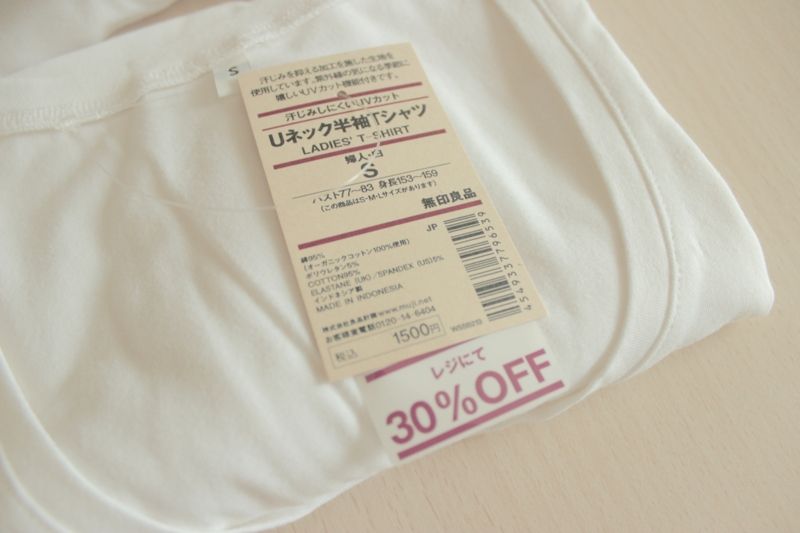 S
汗じみを抑える加工を施した生地を
使用しています。紫外線の気になる季節に
嬉しいUVカット機能付きです。
汗じみしにくいUVカット
Uネック半袖Tシャツ
LADIES' T-SHIRT
婦人・白
S
バスト77〜83 身長153〜159
(この商品はS・M・Lサイズがあります)
無印良品
JP
綿95%
(オーガニックコットン100%使用)
ポリウレタン5%
COTTON95%
ELASTANE (UK)/SPANDEX (US)5%
インドネシア製
MADE IN INDONESIA
株式会社良品計画 www.muji.net
お客様室電話0120-14-6404
税込 1500円
4549337796539
レジにて
30%OFF